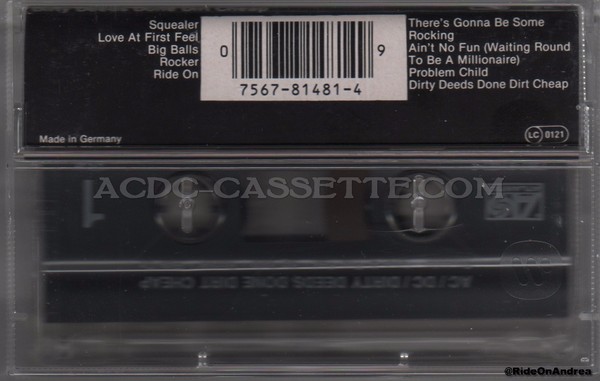 Squealer
Love At First Feel
Big Balls
Rocker
Ride On
0 9
7567-81481-4
There's Gonna Be Some
Rocking
Ain't No Fun (Waiting Round
To Be A Millionaire)
Problem Child
Dirty Deeds Done Dirt Cheap
Made in Germany
LC 0121
ACDC-CASSETTE.COM
1
AC/DC/DIRTY DEEDS DONE DIRT CHEAP
@RideOnAndrea